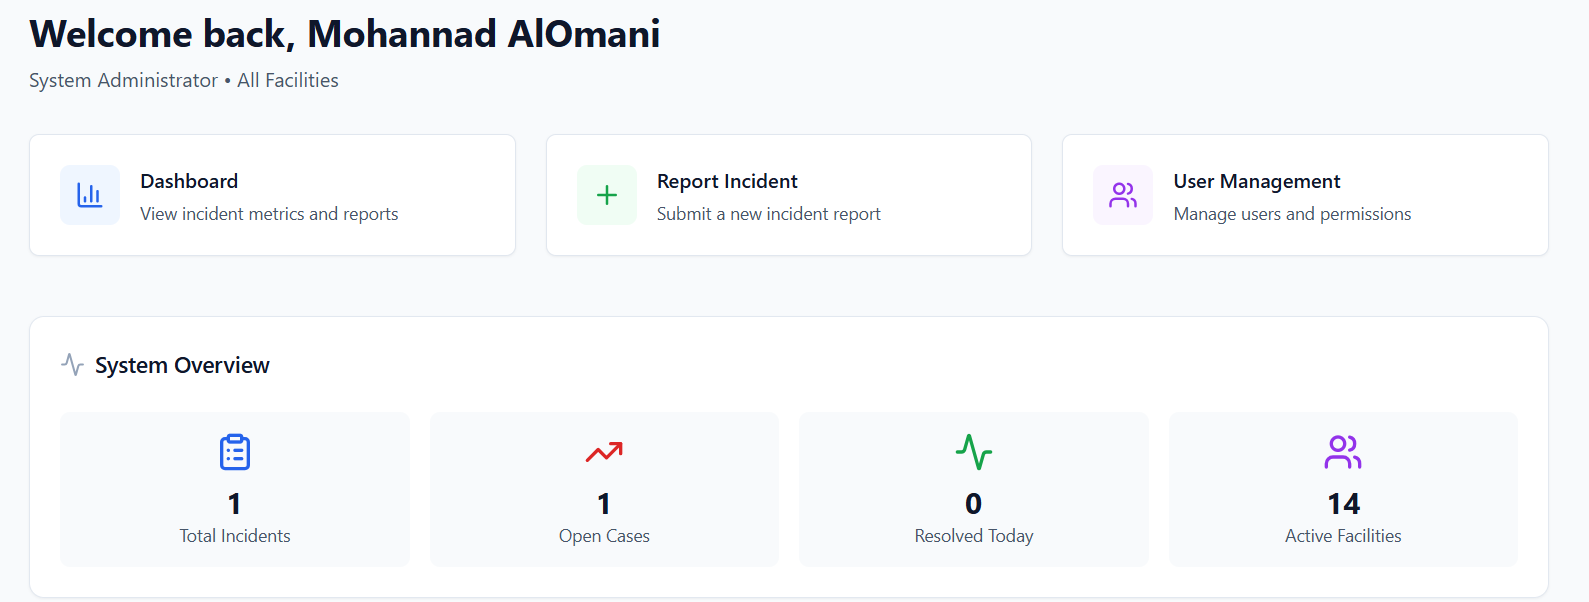 Welcome back, Mohannad AlOmani
System Administrator • All Facilities
Dashboard
View incident metrics and reports
Report Incident
Submit a new incident report
User Management
Manage users and permissions
System Overview
1
Total Incidents
1
Open Cases
0
Resolved Today
14
Active Facilities